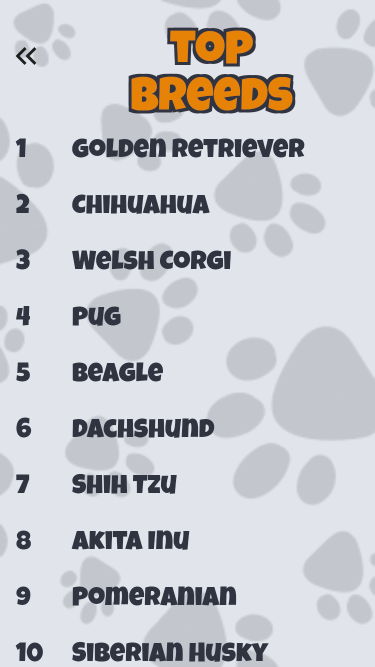 TOP
BREEDS
1 GOLDEN RETRIEVER
2 CHIHUAHUA
3 WELSH CORGI
4 PUG
5 BEAGLE
6 DACHSHUND
7 SHIH TZU
8 AKITA INU
9 POMERANIAN
10 SIBERIAN HUSKY